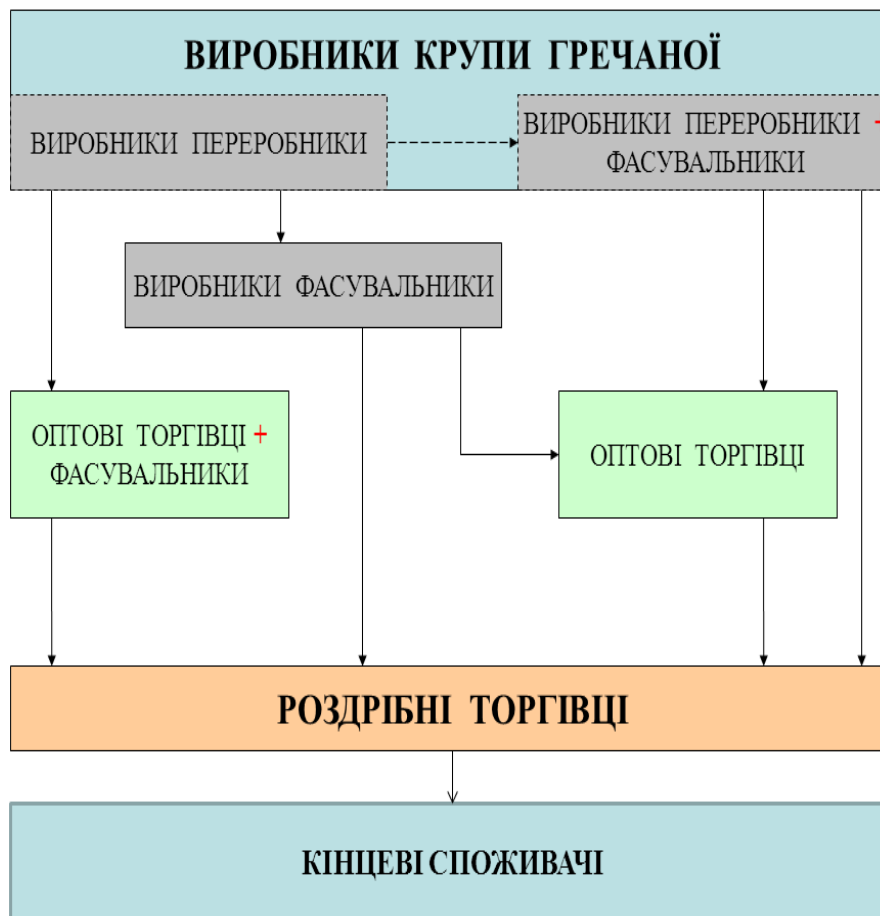 ВИРОБНИКИ КРУПИ ГРЕЧАНОЇ
ВИРОБНИКИ ПЕРЕРОБНИКИ
ВИРОБНИКИ ПЕРЕРОБНИКИ +
ФАСУВАЛЬНИКИ
ВИРОБНИКИ ФАСУВАЛЬНИКИ
ОПТОВІ ТОРГІВЦІ +
ФАСУВАЛЬНИКИ
ОПТОВІ ТОРГІВЦІ
РОЗДРІБНІ ТОРГІВЦІ
КІНЦЕВІ СПОЖИВАЧІ